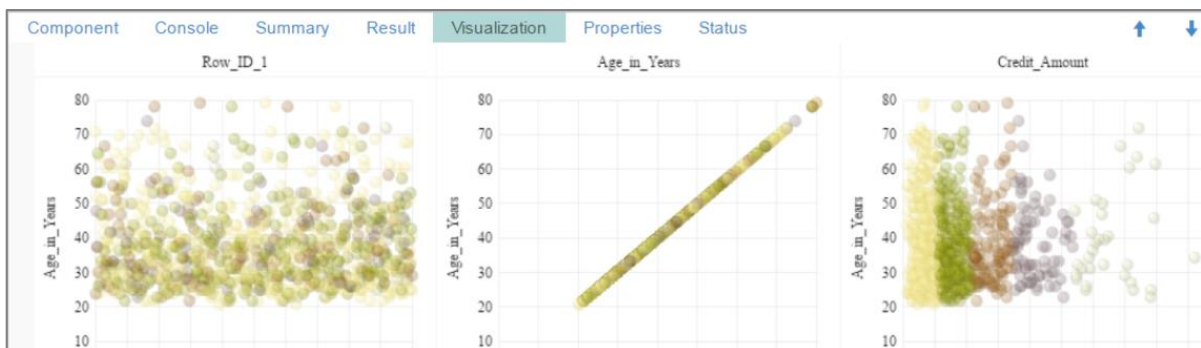 Component Console Summary Result Visualization Properties Status
Row_ID_1 Age_in_Years Credit_Amount
80 80 80
70 70 70
60 60 60
50 50 50
40 40 40
30 30 30
20 20 20
10 10 10
Age_in_Years Age_in_Years Age_in_Years